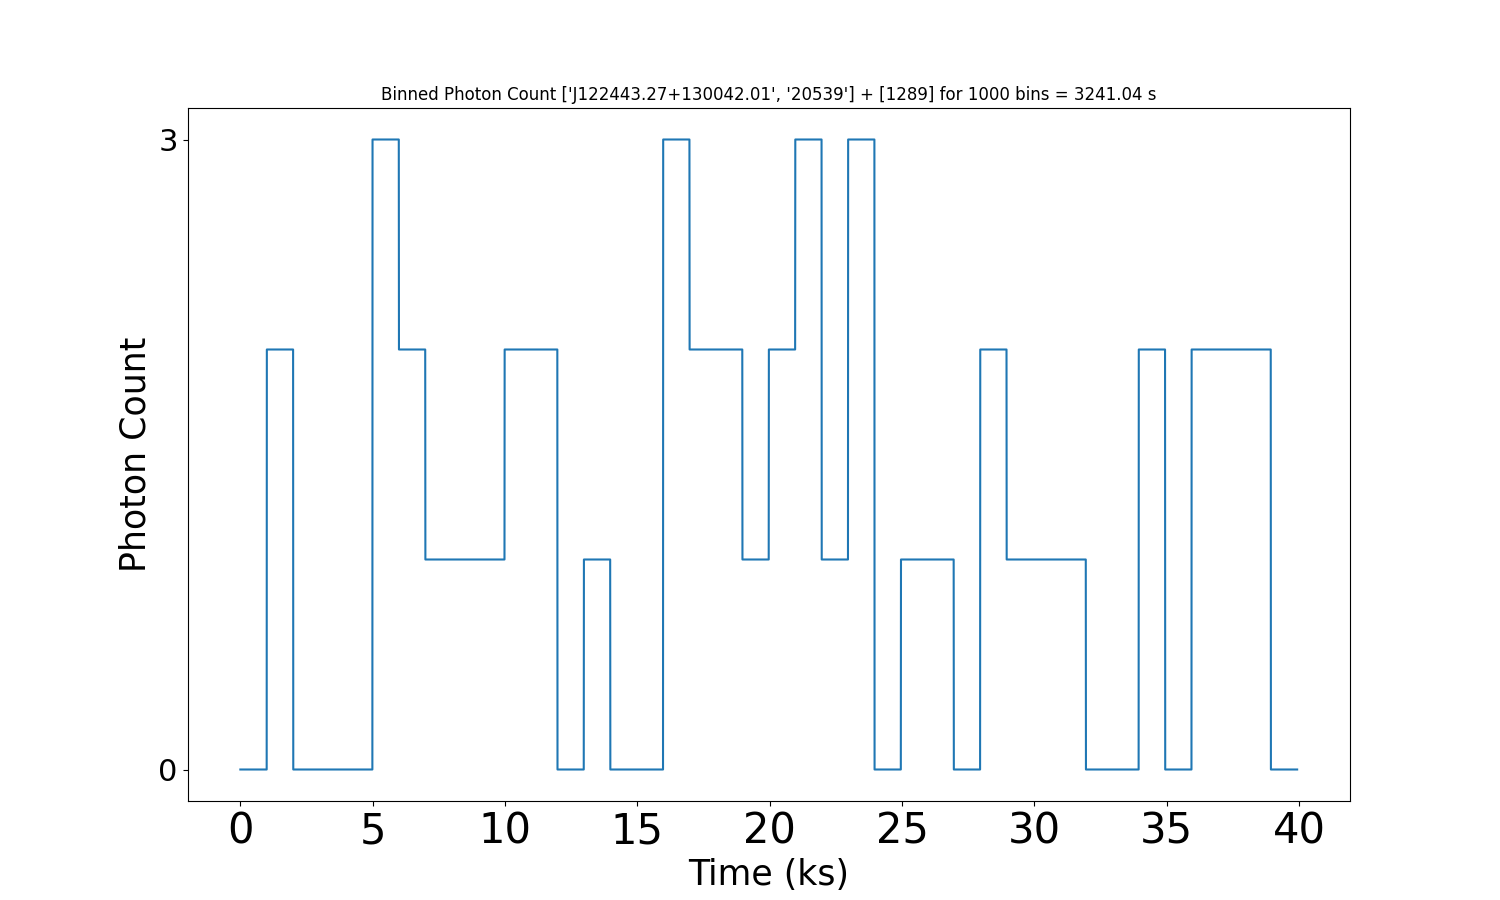 Binned Photon Count ['J122443.27+130042.01', '20539'] + [1289] for 1000 bins = 3241.04 s
3
Photon Count
0
0 5 10 15 20 25 30 35 40
Time (ks)